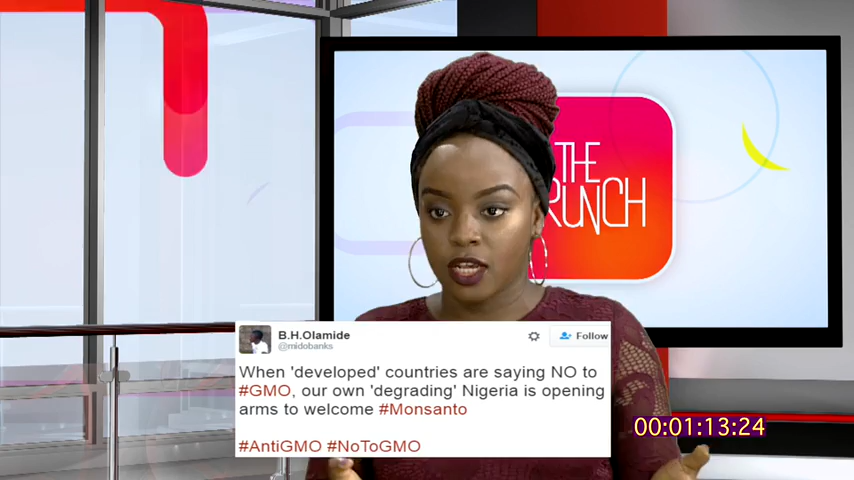 THE
RUNCH
B.H.Olamide
@midobanks
Follow
When 'developed' countries are saying NO to
#GMO, our own 'degrading' Nigeria is opening
arms to welcome #Monsanto
#AntiGMO #NoToGMO
00:01:13:24